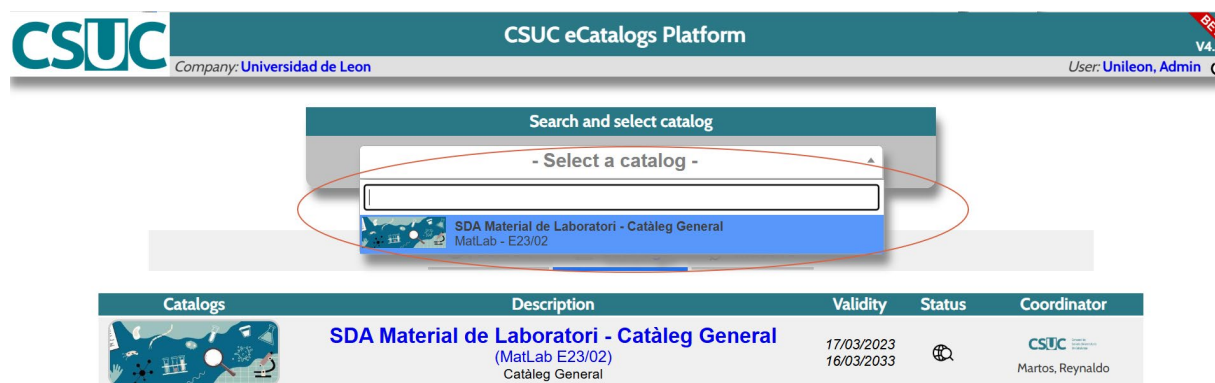 CSUC
CSUC eCatalogs Platform
V4.
Company: Universidad de Leon
User: Unileon, Admin
Search and select catalog
- Select a catalog -
SDA Material de Laboratori - Catàleg General
MatLab - E23/02
Catalogs Description Validity Status Coordinator
SDA Material de Laboratori - Catàleg General
(MatLab E23/02)
Catàleg General
17/03/2023
16/03/2033
CSUC
Martos, Reynaldo